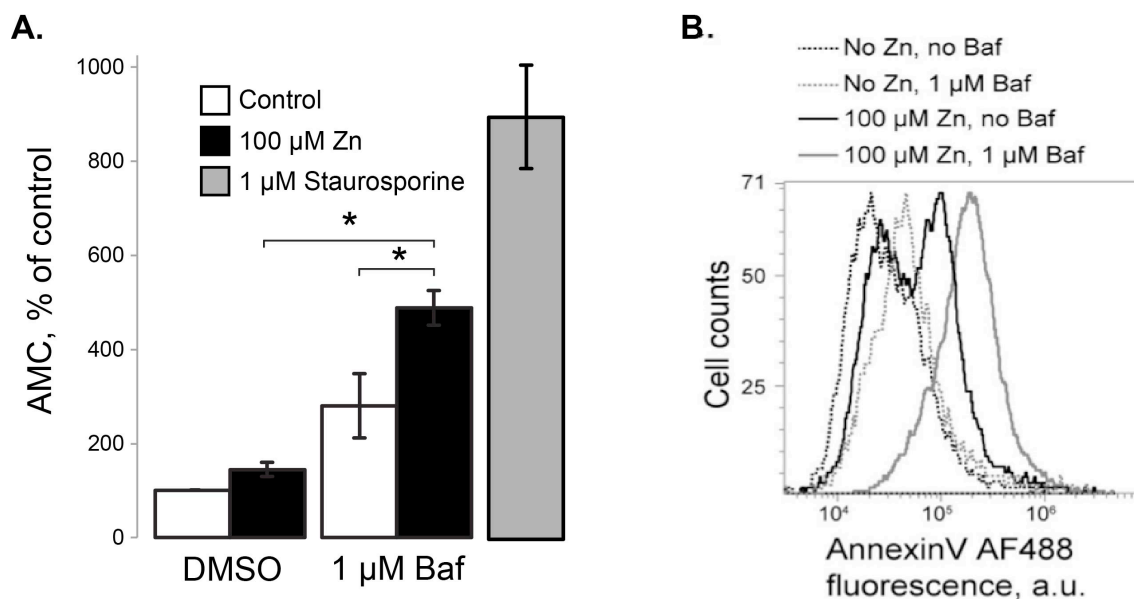 A.
AMC, % of control
1000
800
600
400
200
0
Control
100 µM Zn
1 µM Staurosporine
*
*
DMSO
1 µM Baf
B.
No Zn, no Baf
No Zn, 1 µM Baf
100 µM Zn, no Baf
100 µM Zn, 1 µM Baf
Cell counts
71
50
25
10⁴
10⁵
10⁶
AnnexinV AF488
fluorescence, a.u.